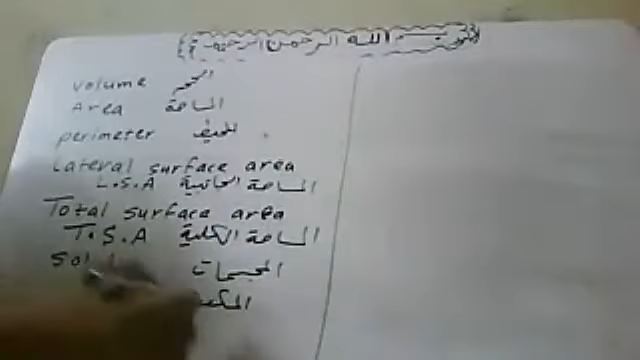 بسم الله الرحمن الرحيم
volume الحجم
Area المساحة
perimeter المحيط
Lateral surface area
L.S.A المساحة الجانبية
Total surface area
T.S.A المساحة الكلية
المجسمات